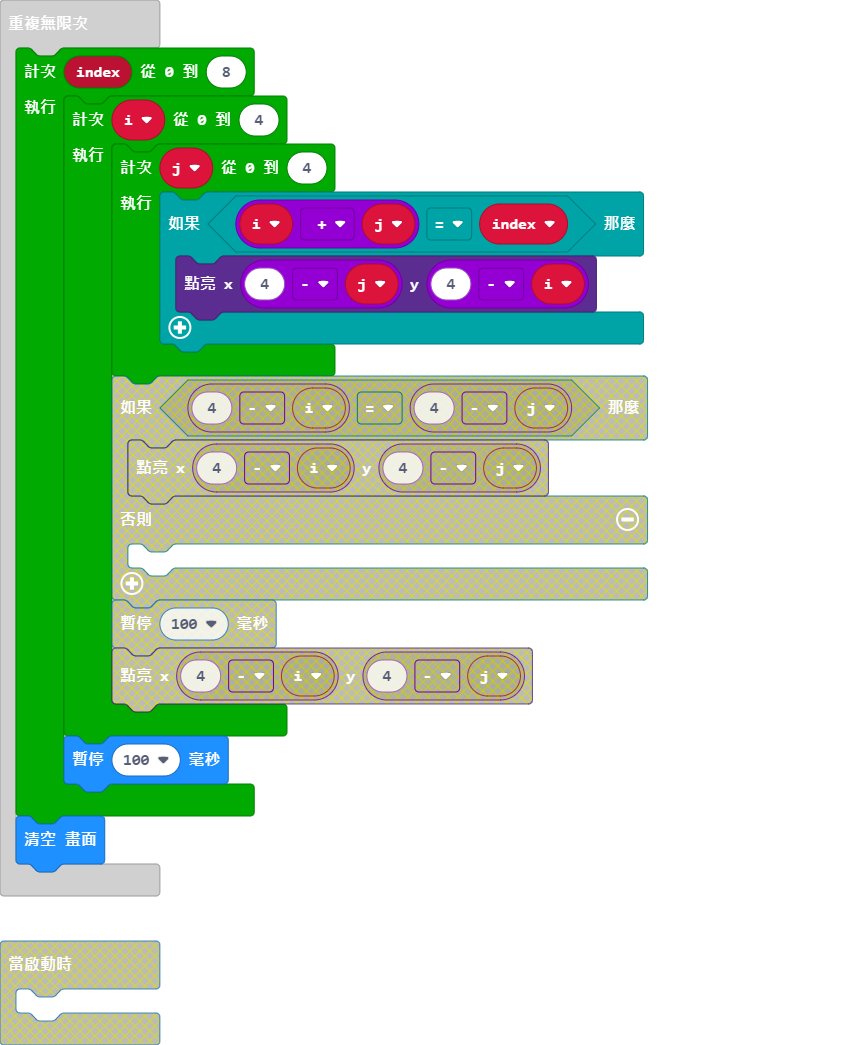 重複無限次
計次 index 從 0 到 8
執行
計次 i 從 0 到 4
執行
計次 j 從 0 到 4
執行
如果 i + j = index 那麼
點亮 x 4 - j y 4 - i
如果 4 - i = 4 - j 那麼
點亮 x 4 - i y 4 - j
否則
暫停 100 毫秒
點亮 x 4 - i y 4 - j
暫停 100 毫秒
清空 畫面
當啟動時